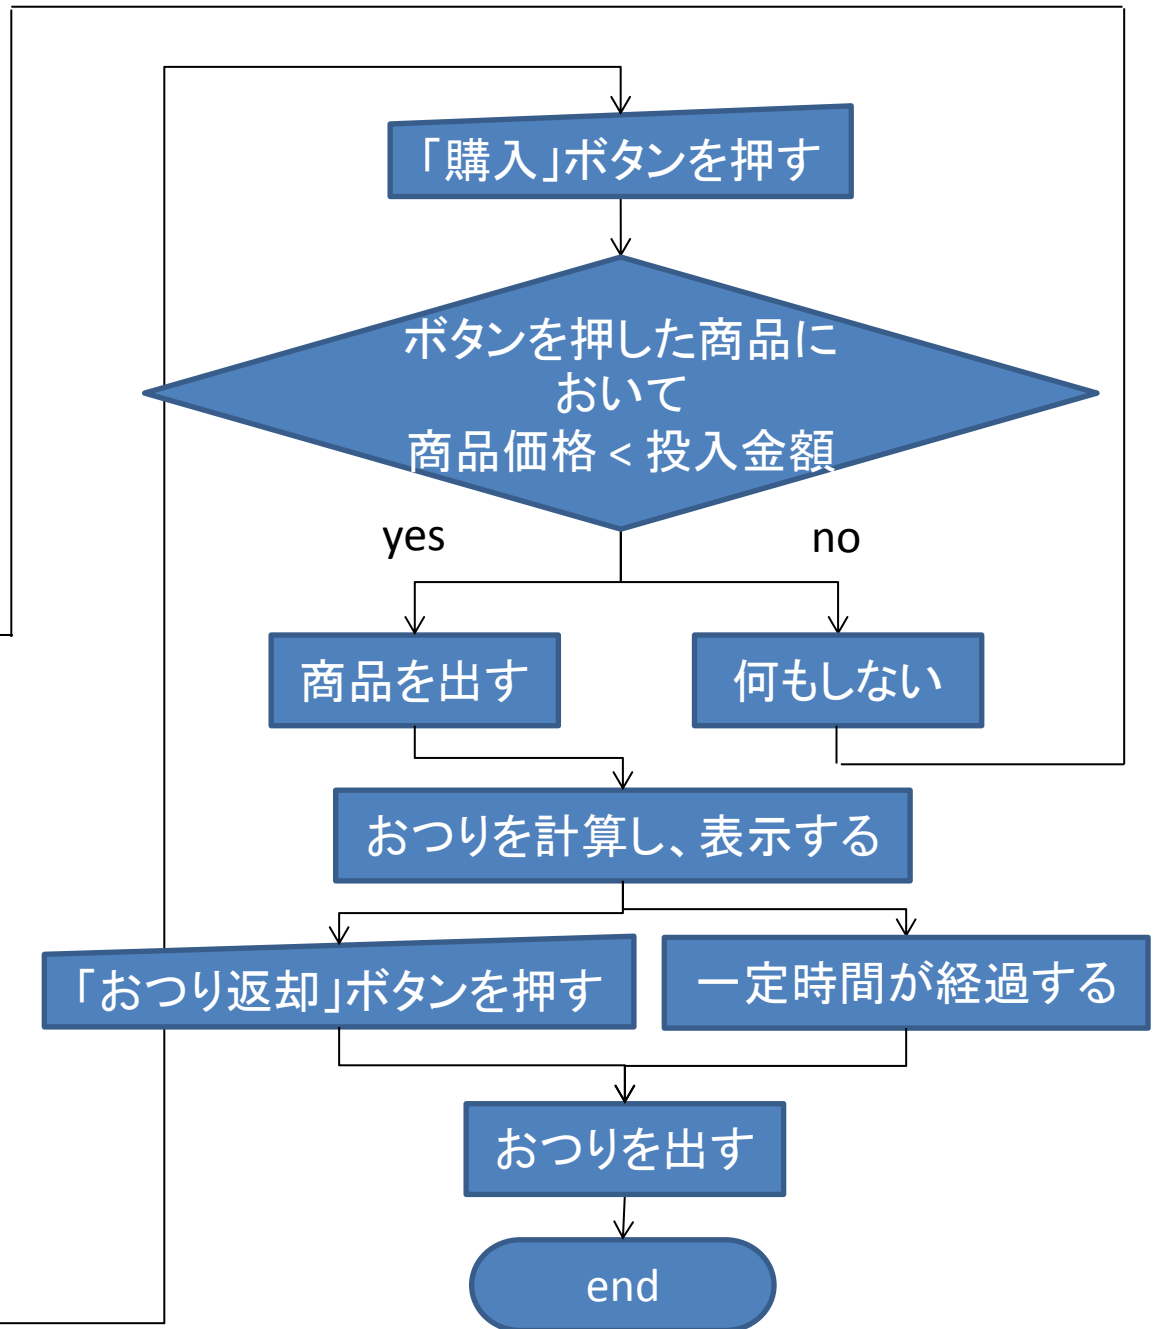 「購入」ボタンを押す
ボタンを押した商品に
おいて
商品価格 < 投入金額
yes
no
商品を出す
何もしない
おつりを計算し、表示する
「おつり返却」ボタンを押す
一定時間が経過する
おつりを出す
end